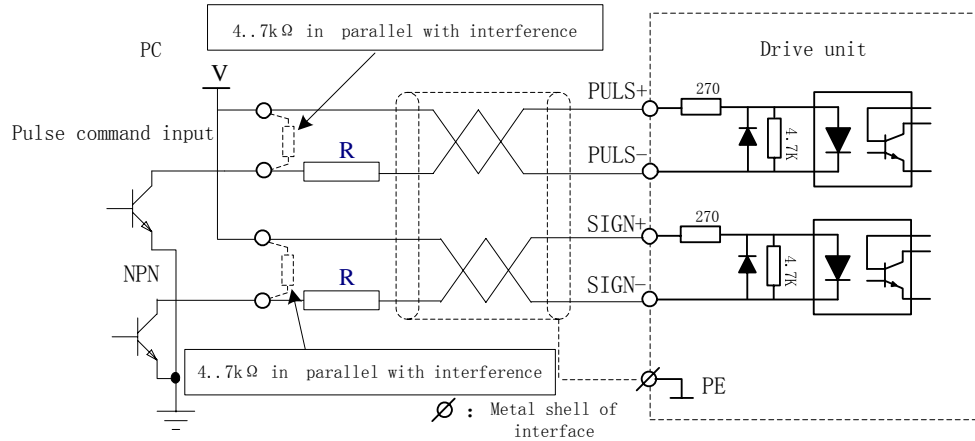 4..7kΩ in parallel with interference
PC
V
Drive unit
PULS+
270
Pulse command input
4.7K
R
PULS-
SIGN+
270
NPN
4.7K
R
SIGN-
4..7kΩ in parallel with interference
PE
: Metal shell of
interface